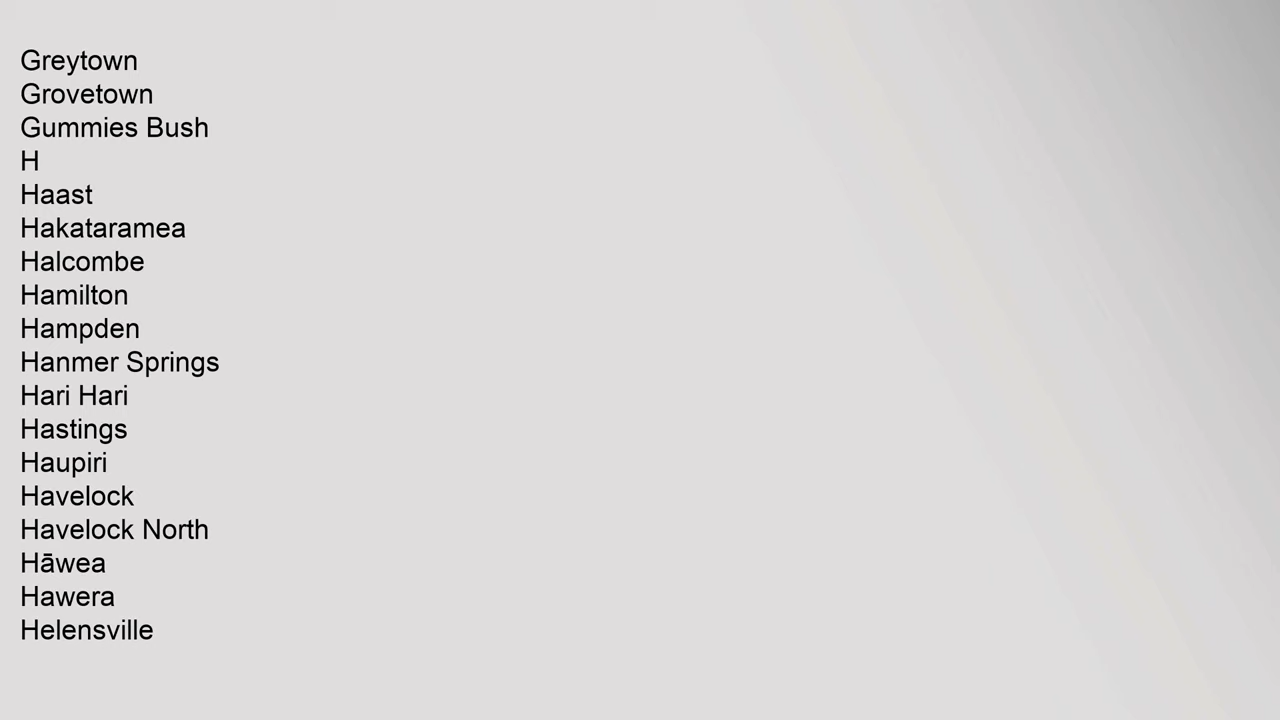 Greytown
Grovetown
Gummies Bush
H
Haast
Hakataramea
Halcombe
Hamilton
Hampden
Hanmer Springs
Hari Hari
Hastings
Haupiri
Havelock
Havelock North
Hāwea
Hawera
Helensville